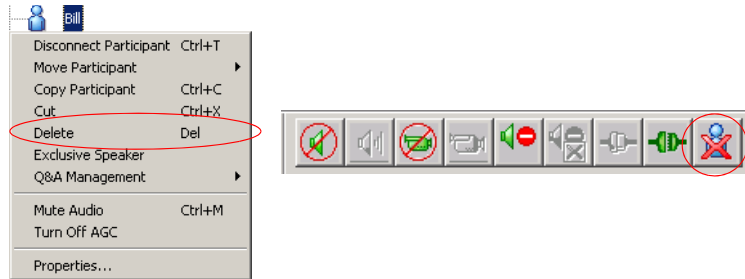 Bill
Disconnect Participant Ctrl+T
Move Participant
Copy Participant Ctrl+C
Cut Ctrl+X
Delete Del
Exclusive Speaker
Q&A Management
Mute Audio Ctrl+M
Turn Off AGC
Properties...